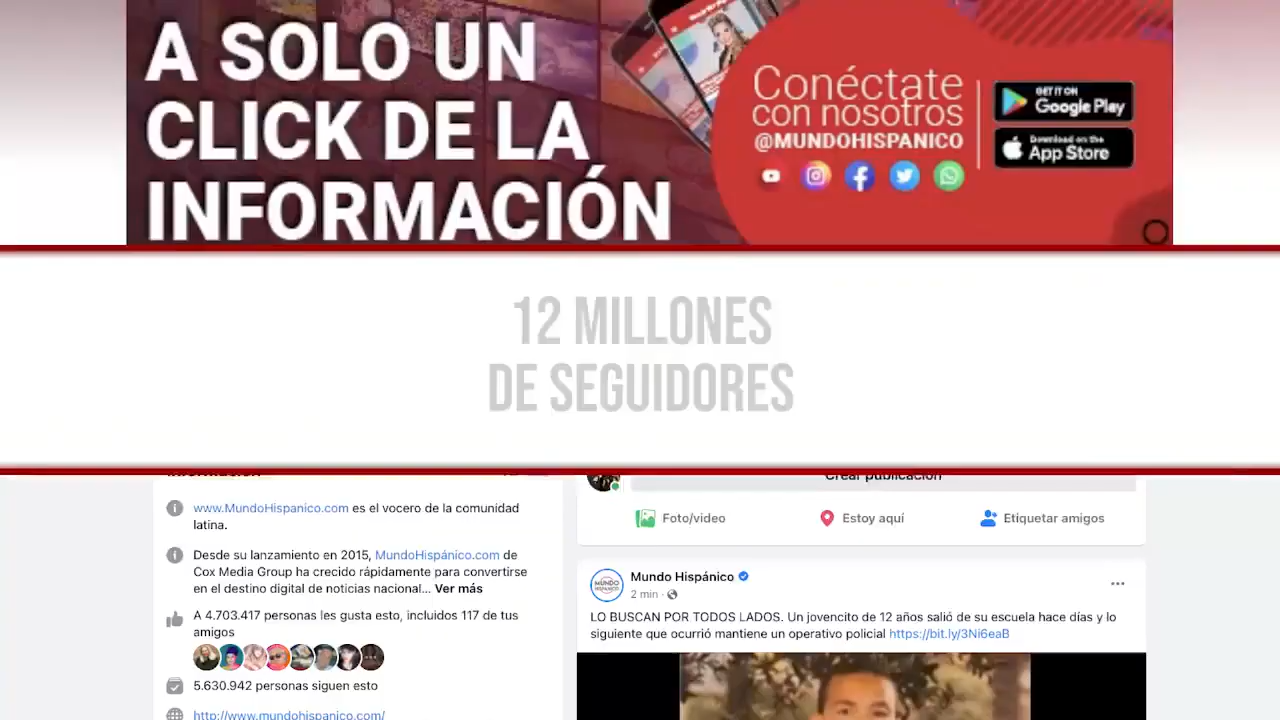 A SOLO UN
CLICK DE LA
INFORMACIÓN
Conéctate
con nosotros
@MUNDOHISPANICO
GET IT ON
Google Play
Download on the
App Store
12 MILLONES
DE SEGUIDORES
Crear publicación
Foto/video
Estoy aquí
Etiquetar amigos
www.MundoHispanico.com es el vocero de la comunidad
latina.
Desde su lanzamiento en 2015, MundoHispánico.com de
Cox Media Group ha crecido rápidamente para convertirse
en el destino digital de noticias nacional... Ver más
A 4.703.417 personas les gusta esto, incluidos 117 de tus
amigos
5.630.942 personas siguen esto
http://www.mundohispanico.com/
MUNDO
HISPÁNICO
Mundo Hispánico
2 min ·
LO BUSCAN POR TODOS LADOS. Un jovencito de 12 años salió de su escuela hace días y lo
siguiente que ocurrió mantiene un operativo policial https://bit.ly/3Ni6eaB